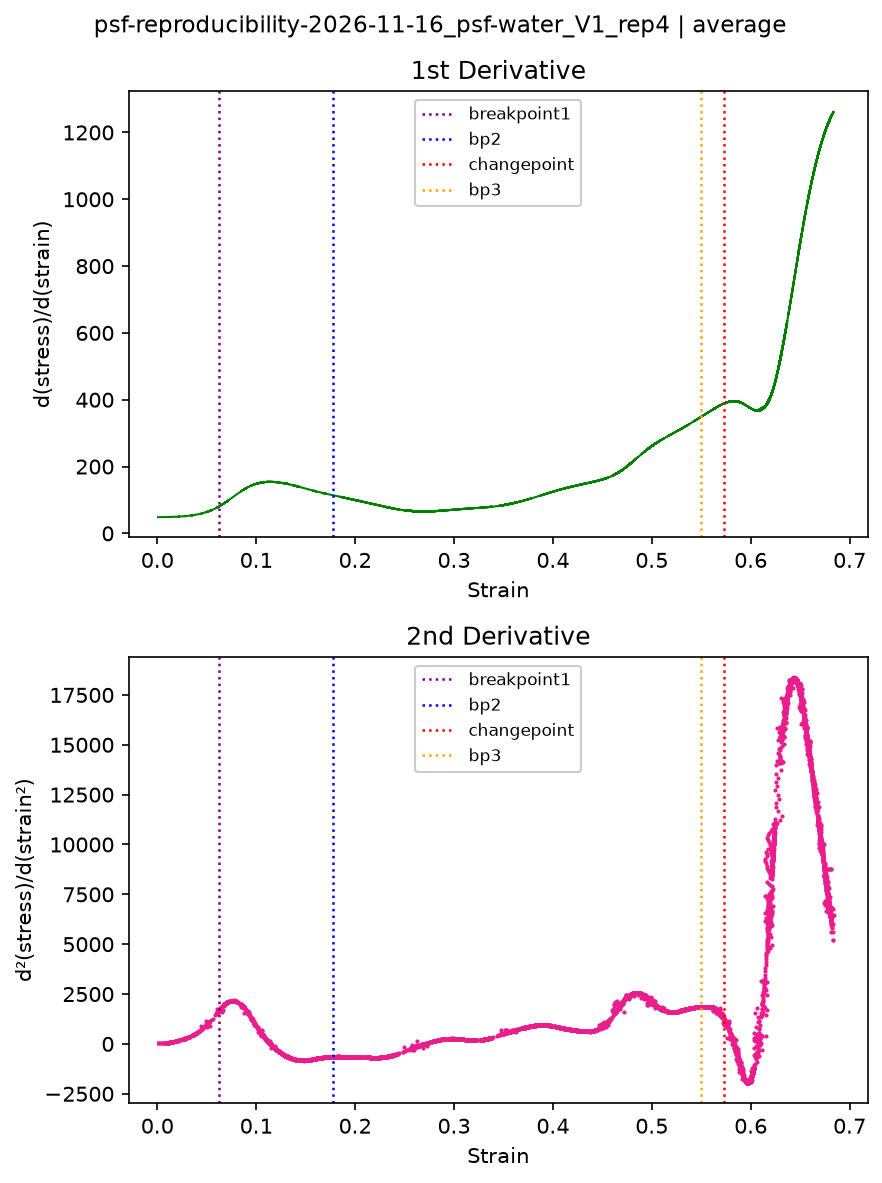 psf-reproducibility-2026-11-16_psf-water_V1_rep4 | average
1st Derivative
breakpoint1
bp2
changepoint
bp3
1200
1000
800
600
400
200
0
d(stress)/d(strain)
0.0 0.1 0.2 0.3 0.4 0.5 0.6 0.7
Strain
2nd Derivative
breakpoint1
bp2
changepoint
bp3
17500
15000
12500
10000
7500
5000
2500
0
−2500
d²(stress)/d(strain²)
0.0 0.1 0.2 0.3 0.4 0.5 0.6 0.7
Strain